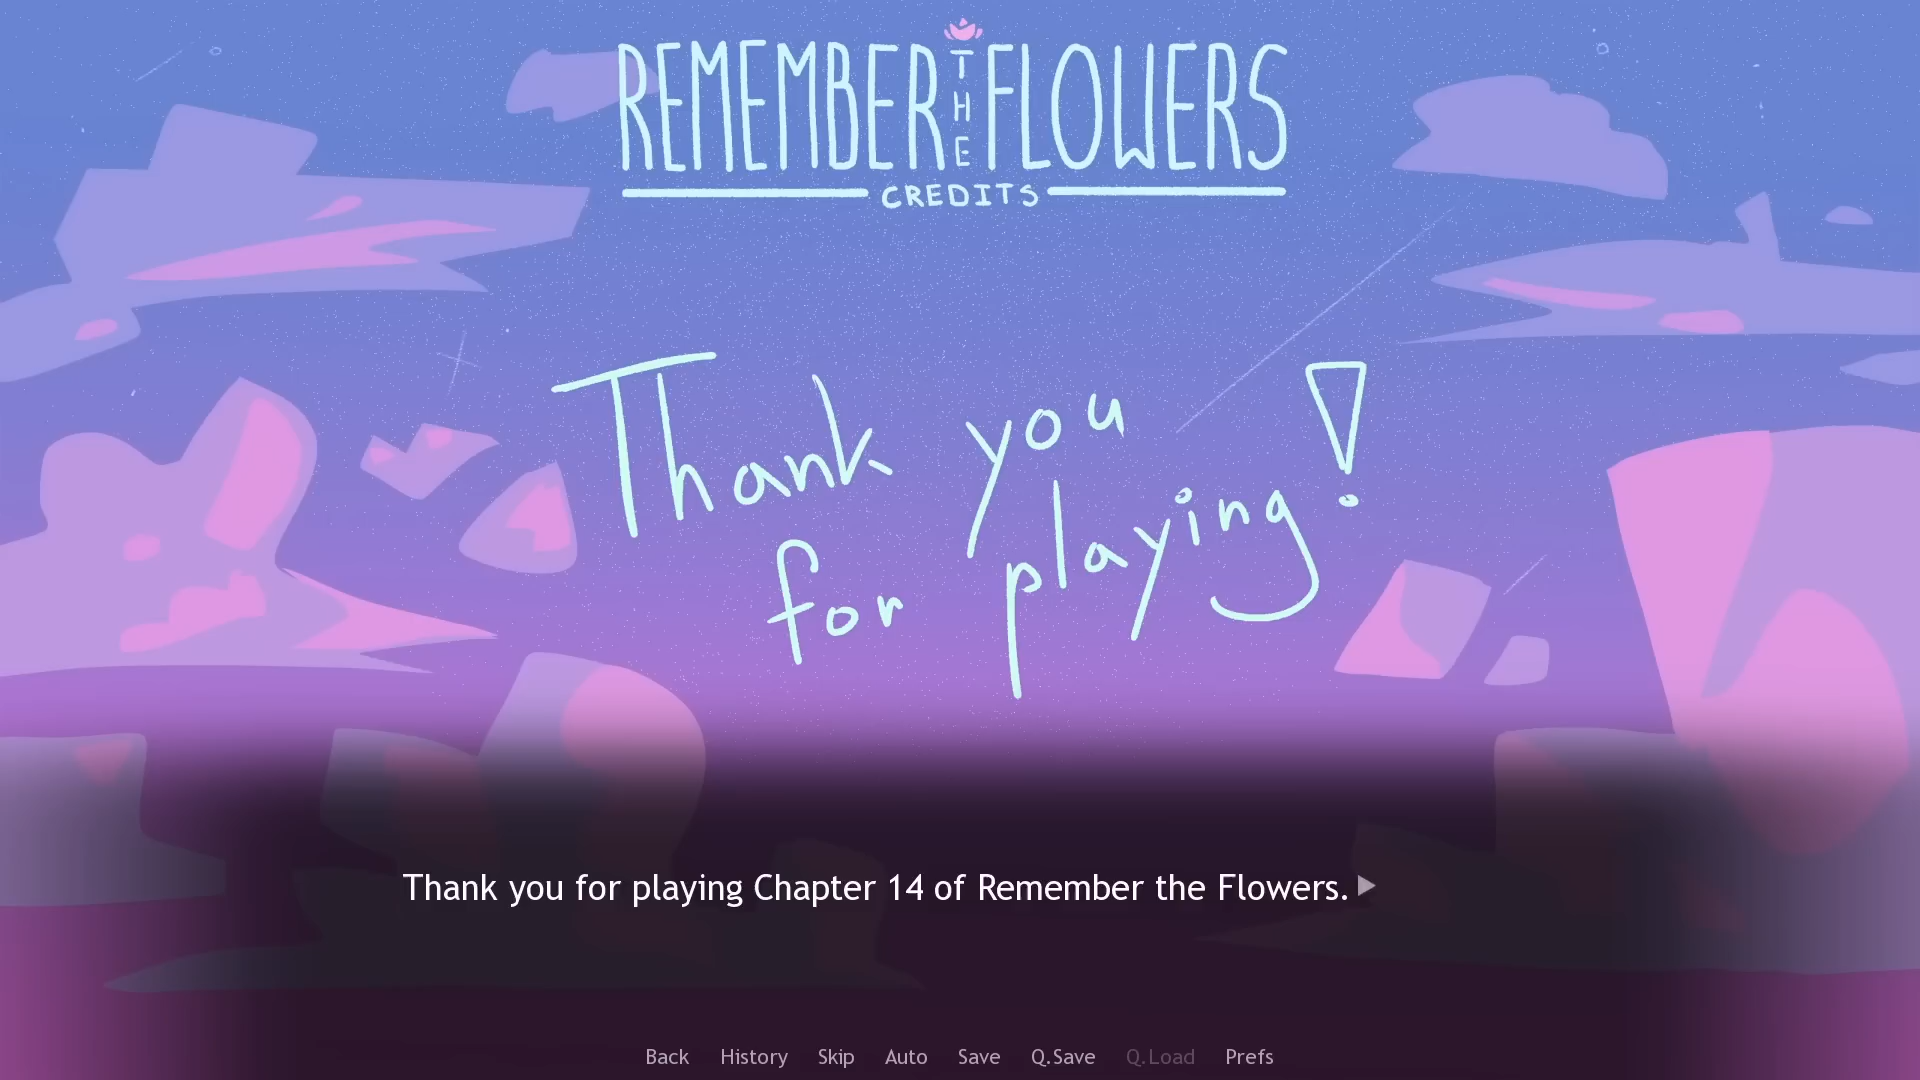 REMEMBER THE FLOWERS
CREDITS
Thank you
for playing!
Thank you for playing Chapter 14 of Remember the Flowers.
Back History Skip Auto Save Q.Save Q.Load Prefs